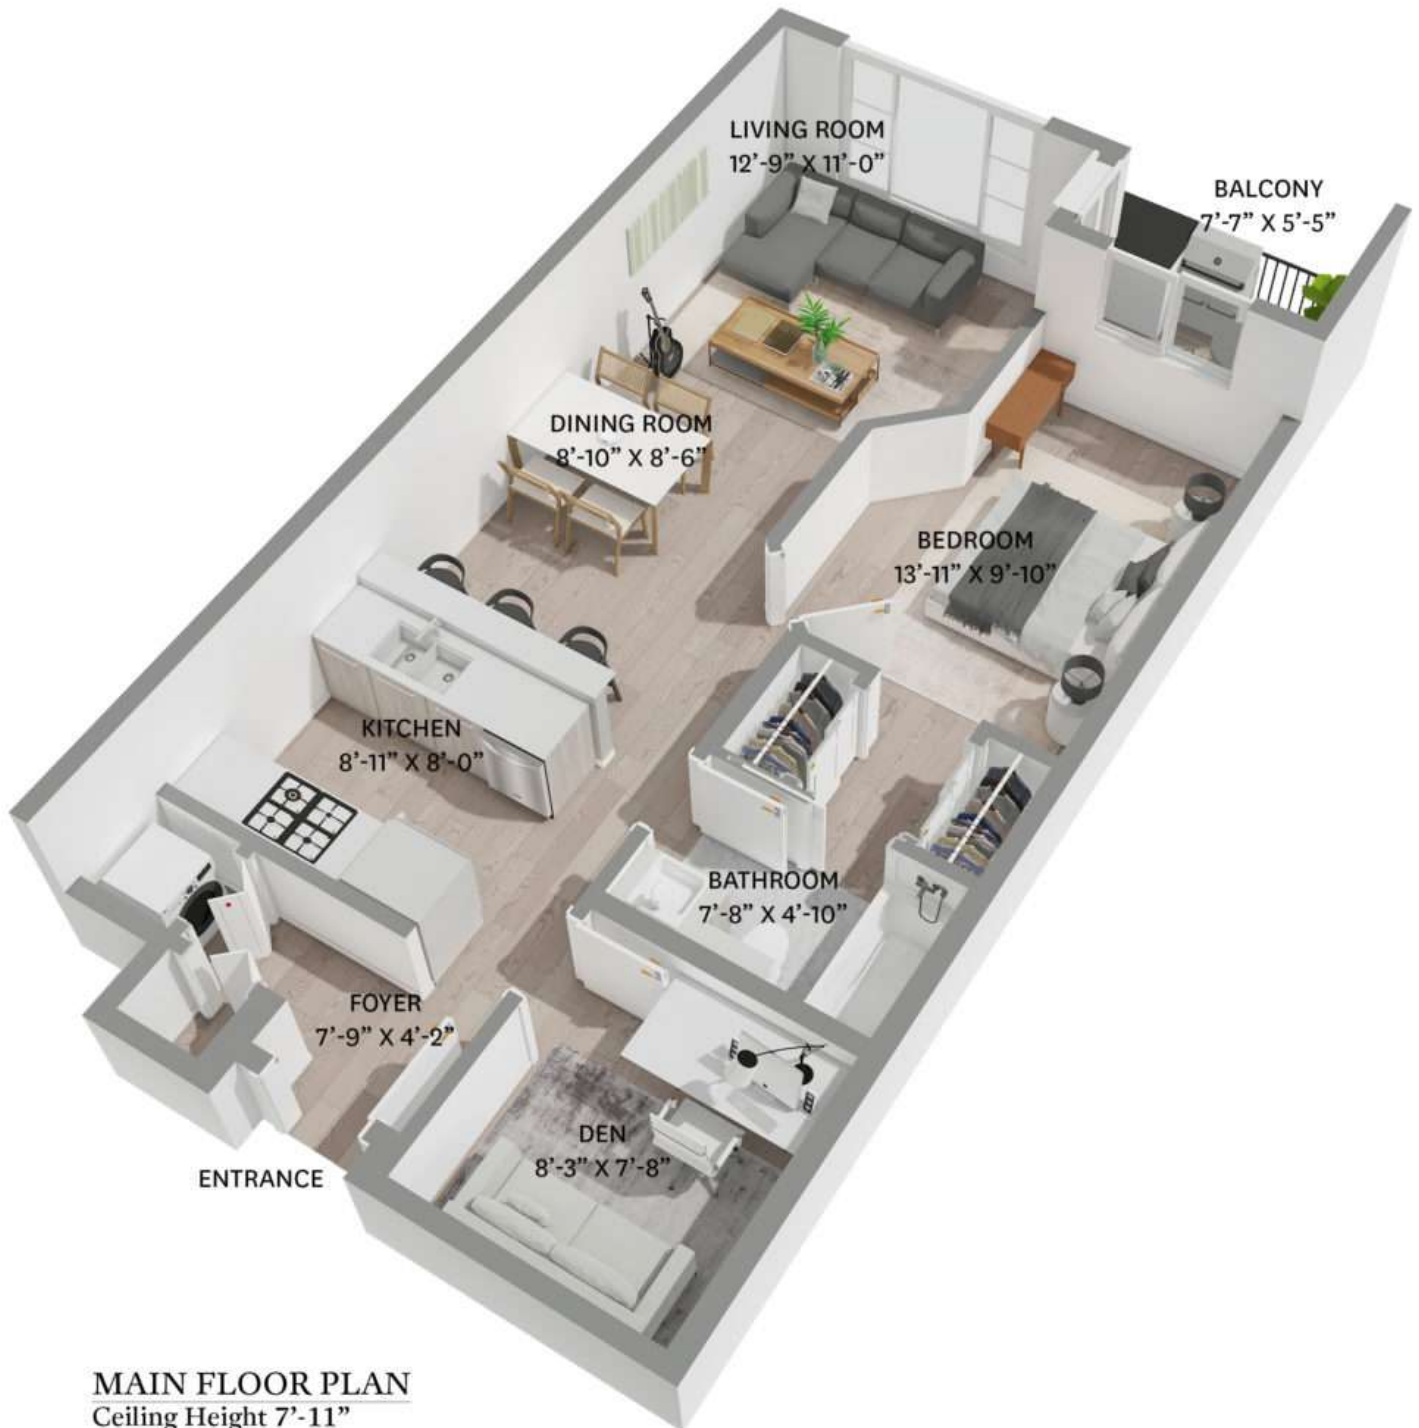 LIVING ROOM
12’-9” X 11’-0”
BALCONY
7’-7” X 5’-5”
DINING ROOM
8’-10” X 8’-6”
BEDROOM
13’-11” X 9’-10”
KITCHEN
8’-11” X 8’-0”
BATHROOM
7’-8” X 4’-10”
FOYER
7’-9” X 4’-2”
DEN
8’-3” X 7’-8”
ENTRANCE
MAIN FLOOR PLAN
Ceiling Height 7’-11”